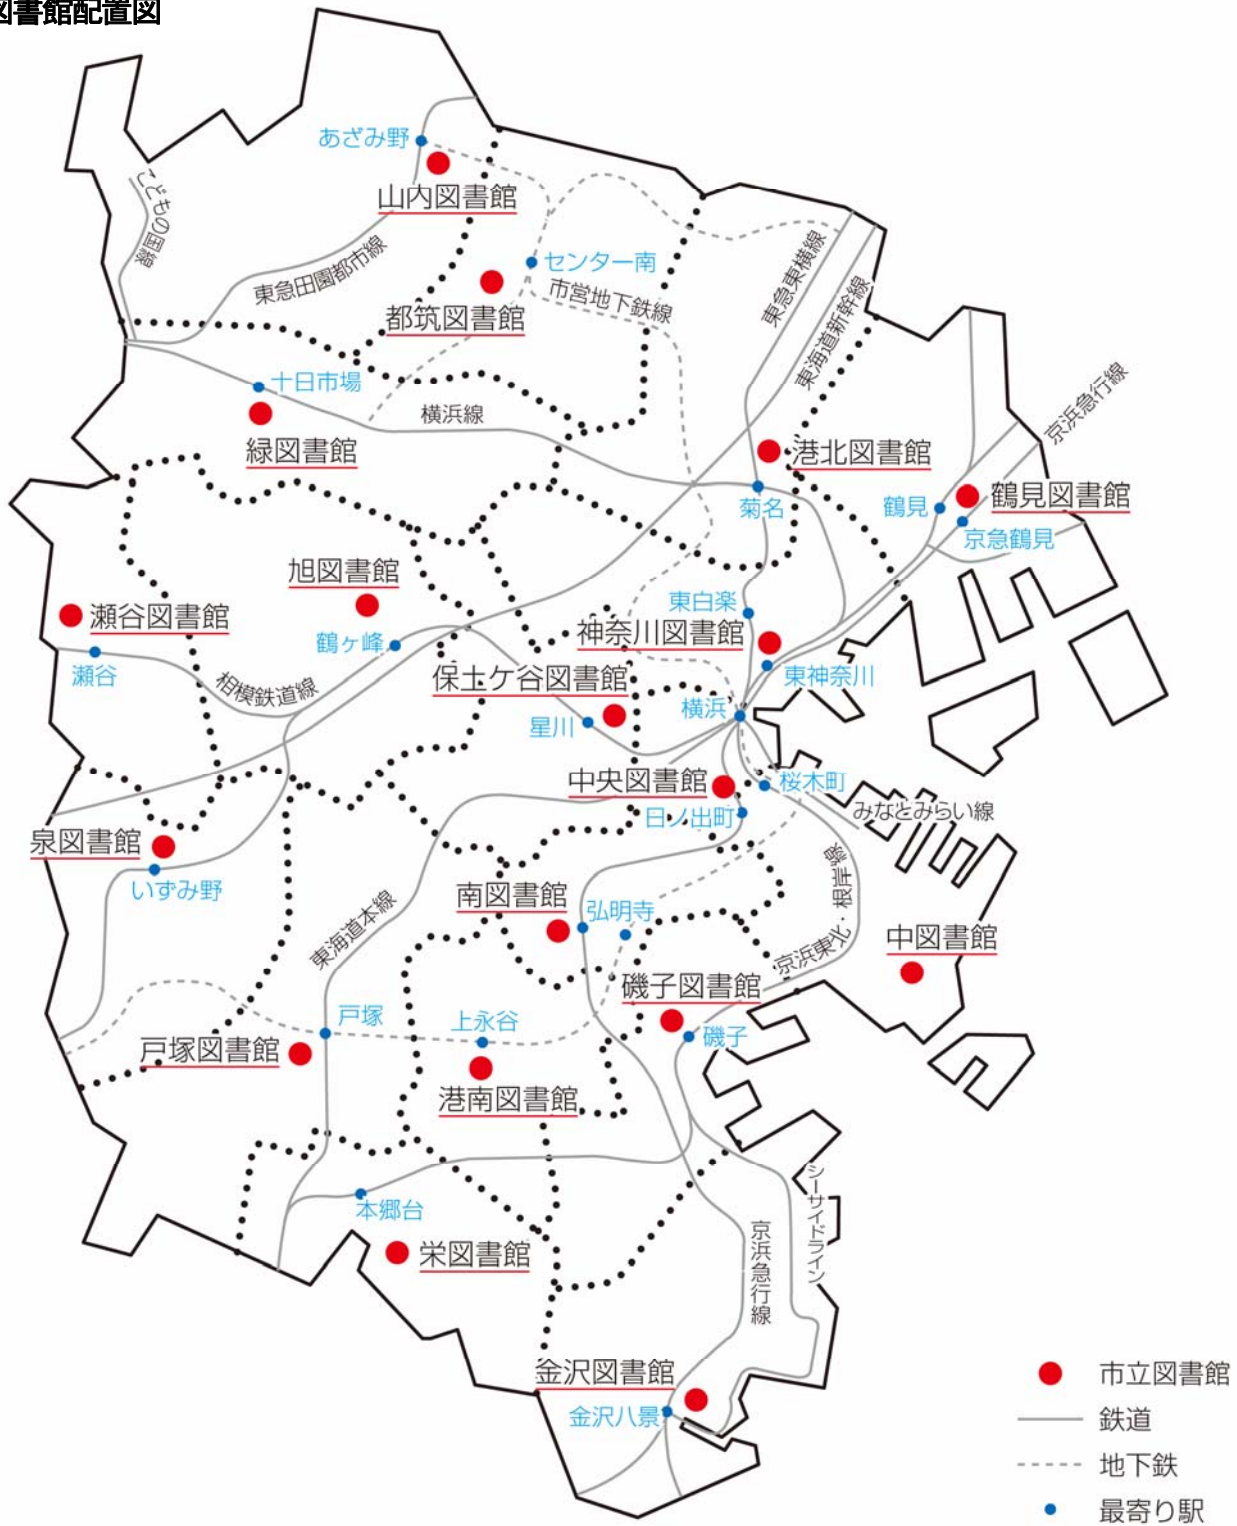 図書館配置図
あざみ野
山内図書館
こどもの国線
東急田園都市線
センター南
市営地下鉄線
都筑図書館
東急東横線
東海道新幹線
十日市場
緑図書館
横浜線
京浜急行線
港北図書館
菊名
鶴見
鶴見図書館
京急鶴見
旭図書館
瀬谷図書館
瀬谷
鶴ヶ峰
相模鉄道線
東白楽
神奈川図書館
東神奈川
保土ケ谷図書館
星川
横浜
中央図書館
桜木町
日ノ出町
みなとみらい線
泉図書館
いずみ野
南図書館
弘明寺
東海道本線
京浜東北・根岸線
中図書館
磯子図書館
磯子
戸塚
戸塚図書館
上永谷
港南図書館
本郷台
栄図書館
シーサイドライン
京浜急行線
金沢図書館
金沢八景
市立図書館
鉄道
地下鉄
最寄り駅